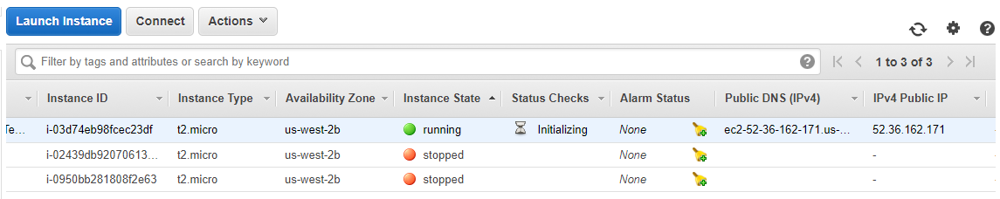 Launch Instance Connect Actions
Filter by tags and attributes or search by keyword ? 1 to 3 of 3
Instance ID Instance Type Availability Zone Instance State Status Checks Alarm Status Public DNS (IPv4) IPv4 Public IP
Te… i-03d74eb98fcec23df t2.micro us-west-2b running Initializing None ec2-52-36-162-171.us-… 52.36.162.171
i-02439db92070613… t2.micro us-west-2b stopped None -
i-0950bb281808f2e63 t2.micro us-west-2b stopped None -